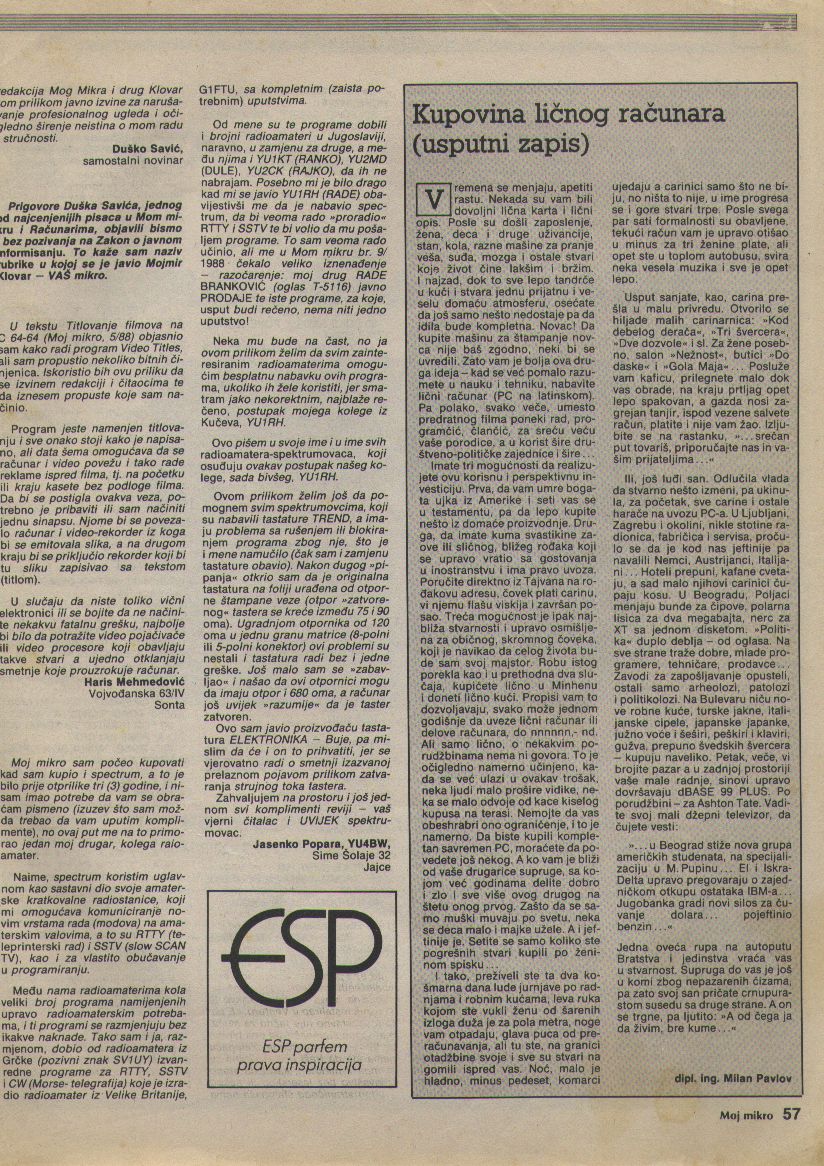 redakcija Mog Mikra i drug Klovar
om prilikom javno izvine za naruša-
vanje profesionalnog ugleda i oči-
gledno širenje neistina o mom radu
stručnosti.
Duško Savić,
samostalni novinar
Prigovore Duška Savića, jednog
od najcenjenijih pisaca u Mom mi-
kru i Računarima, objavili bismo
bez pozivanja na Zakon o javnom
informisanju. To kaže sam naziv
rubrike u kojoj se je javio Mojmir
Klovar – VAŠ mikro.
U tekstu Titlovanje filmova na
C 64-64 (Moj mikro, 5/88) objasnio
sam kako radi program Video Titles,
ali sam propustio nekoliko bitnih či-
njenica. Iskoristio bih ovu priliku da
se izvinem redakciji i čitaocima te
da iznesem propuste koje sam na-
činio.
Program jeste namenjen titlova-
nju i sve onako stoji kako je napisa-
no, ali data šema omogućava da se
računar i video povežu i tako rade
reklame ispred filma, tj. na početku
ili kraju kasete bez podloge filma.
Da bi se postigla ovakva veza, po-
trebno je pribaviti ili sam načiniti
jednu sinapsu. Njome bi se poveza-
lo računar i video-rekorder iz koga
bi se emitovala slika, a na drugom
kraju bi se priključio rekorder koji bi
tu sliku zapisivao sa tekstom
(titlom).
U slučaju da niste toliko vični
elektronici ili se bojite da ne načini-
te nekakvu fatalnu grešku, najbolje
bi bilo da potražite video pojačivače
ili video procesore koji obavljaju
takve stvari a ujedno otklanjaju
smetnje koje prouzrokuje računar.
Haris Mehmedović
Vojvođanska 63/IV
Sonta
Moj mikro sam počeo kupovati
kad sam kupio i spectrum, a to je
bilo prije otprilike tri (3) godine, i ni-
sam imao potrebe da vam se obra-
ćam pismeno (izuzev što sam mož-
da trebao da vam uputim kompli-
mente), no ovaj put me na to primo-
rao jedan moj drugar, kolega raio-
amater.
Naime, spectrum koristim uglav-
nom kao sastavni dio svoje amater-
ske kratkovalne radiostanice, koji
mi omogućava komuniciranje no-
vim vrstama rada (modova) na ama-
terskim valovima, a to su RTTY (te-
leprinterski rad) i SSTV (slow SCAN
TV), kao i za vlastito obučavanje
u programiranju.
Među nama radioamaterima kola
veliki broj programa namijenjenih
upravo radioamaterskim potreba-
ma, i ti programi se razmjenjuju bez
ikakve naknade. Tako sam i ja, raz-
mjenom, dobio od radioamatera iz
Grčke (pozivni znak SV1UY) izvan-
redne programe za RTTY, SSTV
i CW (Morse- telegrafija) koje je izra-
dio radioamater iz Velike Britanije,
G1FTU, sa kompletnim (zaista po-
trebnim) uputstvima.
Od mene su te programe dobili
i brojni radioamateri u Jugoslaviji,
naravno, u zamjenu za druge, a me-
đu njima i YU1KT (RANKO), YU2MD
(DULE), YU2CK (RAJKO), da ih ne
nabrajam. Posebno mi je bilo drago
kad mi se javio YU1RH (RADE) oba-
vijestivši me da je nabavio spec-
trum, da bi veoma rado »proradio«
RTTY i SSTV te bi volio da mu poša-
ljem programe. To sam veoma rado
učinio, ali me u Mom mikru br. 9/
1988 čekalo veliko iznenađenje
– razočarenje: moj drug RADE
BRANKOVIĆ (oglas T-5116) javno
PRODAJE te iste programe, za koje,
usput budi rečeno, nema niti jedno
uputstvo!
Neka mu bude na čast, no ja
ovom prilikom želim da svim zainte-
resiranim radioamaterima omogu-
ćim besplatnu nabavku ovih progra-
ma, ukoliko ih žele koristiti, jer sma-
tram jako nekorektnim, najblaže re-
čeno, postupak mojega kolege iz
Kučeva, YU1RH.
Ovo pišem u svoje ime i u ime svih
radioamatera-spektrumovaca, koji
osuđuju ovakav postupak našeg ko-
lege, sada bivšeg, YU1RH.
Ovom prilikom želim još da po-
mognem svim spektrumovcima, koji
su nabavili tastature TREND, a ima-
ju problema sa rušenjem ili blokira-
njem programa zbog nje, što je
i mene namučilo (čak sam i zamjenu
tastature obavio). Nakon dugog »pi-
panja« otkrio sam da je originalna
tastatura na foliji urađena od otpor-
ne štampane veze (otpor »zatvore-
nog« tastera se kreće između 75 i 90
oma). Ugradnjom otpornika od 120
oma u jednu granu matrice (8-polni
ili 5-polni konektor) ovi problemi su
nestali i tastatura radi bez i jedne
greške. Još malo sam se »zabav-
ljao« i našao da ovi otpornici mogu
da imaju otpor i 680 oma, a računar
još uvijek »razumije« da je taster
zatvoren.
Ovo sam javio proizvođaču tasta-
tura ELEKTRONIKA – Buje, pa mi-
slim da će i on to prihvatiti, jer se
vjerovatno radi o smetnji izazvanoj
prelaznom pojavom prilikom zatva-
ranja strujnog toka tastera.
Zahvaljujem na prostoru i još jed-
nom svi komplimenti reviji – vaš
vjerni čitalac i UVIJEK spektru-
movac.
Jasenko Popara, YU4BW,
Sime Šolaje 32
Jajce
ESP
ESP parfem
prava inspiracija
Kupovina ličnog računara
(usputni zapis)
Vremena se menjaju, apetiti
rastu. Nekada su vam bili
dovoljni lična karta i lični
opis. Posle su došli zaposlenje,
žena, deca i druge uživancije,
stan, kola, razne mašine za pranje
veša, suđa, mozga i ostale stvari
koje život čine lakšim i bržim.
I najzad, dok to sve lepo tandrče
u kući i stvara jednu prijatnu i ve-
selu domaću atmosferu, osećate
da još samo nešto nedostaje pa da
idila bude kompletna. Novac! Da
kupite mašinu za štampanje nov-
ca nije baš zgodno, neki bi se
uvredili. Zato vam je bolja ova dru-
ga ideja – kad se već pomalo razu-
mete u nauku i tehniku, nabavite
lični računar (PC na latinskom).
Pa polako, svako veče, umesto
predratnog filma poneki rad, pro-
gramčić, člančić, za sreću veću
vaše porodice, a u korist šire dru-
štveno-političke zajednice i šire...
Imate tri mogućnosti da realizu-
jete ovu korisnu i perspektivnu in-
vesticiju. Prva, da vam umre boga-
ta ujka iz Amerike i seti vas se
u testamentu, pa da lepo kupite
nešto iz domaće proizvodnje. Dru-
ga, da imate kuma svastikine za-
ove ili sličnog, bližeg rođaka koji
se upravo vratio sa gostovanja
u inostranstvu i ima pravo uvoza.
Poručite direktno iz Tajvana na ro-
đakovu adresu, čovek plati carinu,
vi njemu flašu viskija i završan po-
sao. Treća mogućnost je ipak naj-
bliža stvarnosti i upravo osmišlje-
na za običnog, skromnog čoveka,
koji je navikao da celog života bu-
de sam svoj majstor. Robu istog
porekla kao i u prethodna dva slu-
čaja, kupićete lično u Minhenu
i doneti lično kući. Propisi vam to
dozvoljavaju, svako može jednom
godišnje da uveze lični računar ili
delove računara, do nnnnnn,- nd.
Ali samo lično, o nekakvim po-
rudžbinama nema ni govora. To je
očigledno namerno učinjeno, ka-
da se već ulazi u ovakav trošak,
neka ljudi malo prošire vidike, ne-
ka se malo odvoje od kace kiselog
kupusa na terasi. Nemojte da vas
obeshrabri ono ograničenje, i to je
namerno. Da biste kupili komple-
tan savremen PC, moraćete da po-
vedete još nekog. A ko vam je bliži
od vaše drugarice supruge, sa ko-
jom već godinama delite dobro
i zlo i sve više ovog drugog na
štetu onog prvog. Zašto da se sa-
mo muški muvaju po svetu, neka
se deca malo i majke užele. A i jef-
tinije je. Setite se samo koliko ste
pogrešnih stvari kupili po ženi-
nom spisku...
I tako, preživeli ste ta dva ko-
šmarna dana lude jurnjave po rad-
njama i robnim kućama, leva ruka
kojom ste vukli ženu od šarenih
izloga duža je za pola metra, noge
vam otpadaju, glava puca od pre-
računavanja, ali tu ste, na granici
otadžbine svoje i sve su stvari na
gomili ispred vas. Noć, malo je
hladno, minus pedeset, komarci
ujedaju a carinici samo što ne bi-
ju, no ništa to nije, u ime progresa
se i gore stvari trpe. Posle svega
par sati formalnosti su obavljene,
tekući račun vam je upravo otišao
u minus za tri ženine plate, ali
opet ste u toplom autobusu, svira
neka vesela muzika i sve je opet
lepo.
Usput sanjate, kao, carina pre-
šla u malu privredu. Otvorilo se
hiljade malih carinarnica: »Kod
debelog derača«, »Tri švercera«,
»Dve dozvole« i sl. Za žene poseb-
no, salon »Nežnost«, butici »Do
daske« i »Gola Maja«... Posluže
vam kaficu, prilegnete malo dok
vas obrade, na kraju prtljag opet
lepo spakovan, a gazda nosi za-
grejan tanjir, ispod vezene salvete
račun, platite i nije vam žao. Izlju-
bite se na rastanku, »...srećan
put tovariš, priporučajte nas in va-
šim prijateljima...«
Ili, još luđi san. Odlučila vlada
da stvarno nešto izmeni, pa ukinu-
la, za početak, sve carine i ostale
harače na uvozu PC-a. U Ljubljani,
Zagrebu i okolini, nikle stotine ra-
dionica, fabričica i servisa, proču-
lo se da je kod nas jeftinije pa
navalili Nemci, Austrijanci, Italija-
ni... Hoteli prepuni, kafane cveta-
ju, a sad malo njihovi carinici ču-
paju kosu. U Beogradu, Poljaci
menjaju bunde za čipove, polarna
lisica za dva megabajta, nerc za
XT sa jednom disketom. »Politi-
ka« duplo deblja – od oglasa. Na
sve strane traže dobre, mlade pro-
gramere, tehničare, prodavce...
Zavodi za zapošljavanje opusteli,
ostali samo arheolozi, patolozi
i politikolozi. Na Bulevaru niču no-
ve robne kuće, turske jakne, itali-
janske cipele, japanske japanke,
južno voće i šeširi, peškiri i klaviri,
gužva, prepuno švedskih švercera
– kupuju naveliko. Petak, veče, vi
brojite pazar a u zadnjoj prostoriji
vaše male radnje, sinovi upravo
dovršavaju dBASE 99 PLUS. Po
porudžbini – za Ashton Tate. Vadi-
te svoj mali džepni televizor, da
čujete vesti:
»...u Beograd stiže nova grupa
američkih studenata, na specijali-
zaciju u M. Pupinu... EI i Iskra-
Delta upravo pregovaraju o zajed-
ničkom otkupu ostataka IBM-a...
Jugobanka gradi novi silos za ču-
vanje dolara... pojeftinio
benzin...«
Jedna oveća rupa na autoputu
Bratstva i jedinstva vraća vas
u stvarnost. Supruga do vas je još
u komi zbog nepazarenih čizama,
pa zato svoj san pričate crnpupra-
stom susedu sa druge strane. A on
se trgne, pa ljutito: »A od čega ja
da živim, bre kume...«
dipl. ing. Milan Pavlov
Moj mikro 57